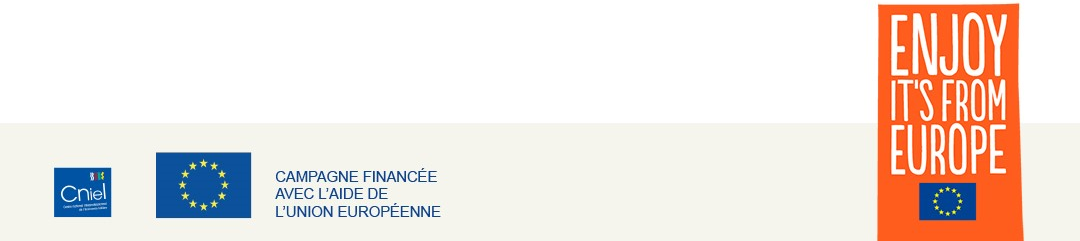 ENJOY
IT'S FROM
EUROPE
Cniel
CAMPAGNE FINANCÉE
AVEC L'AIDE DE
L'UNION EUROPÉENNE